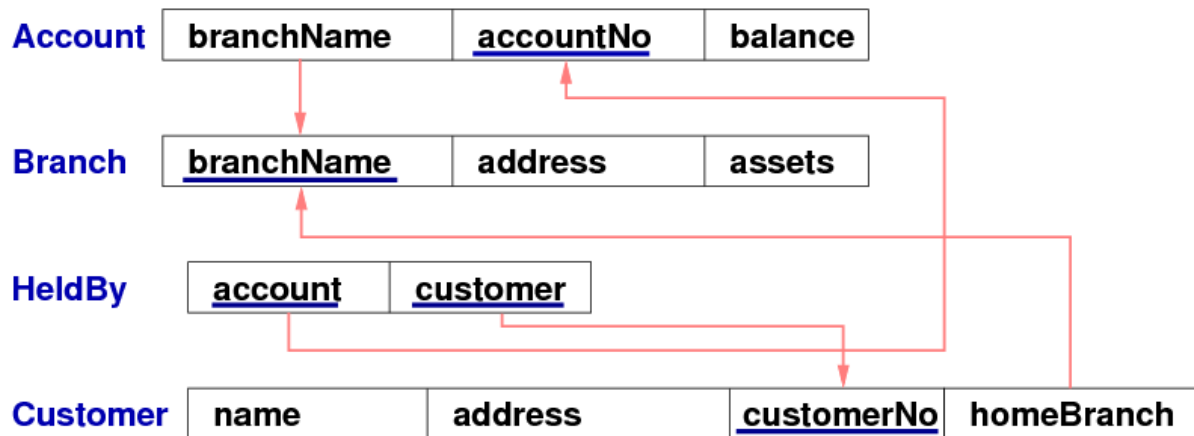 Account branchName accountNo balance
Branch branchName address assets
HeldBy account customer
Customer name address customerNo homeBranch